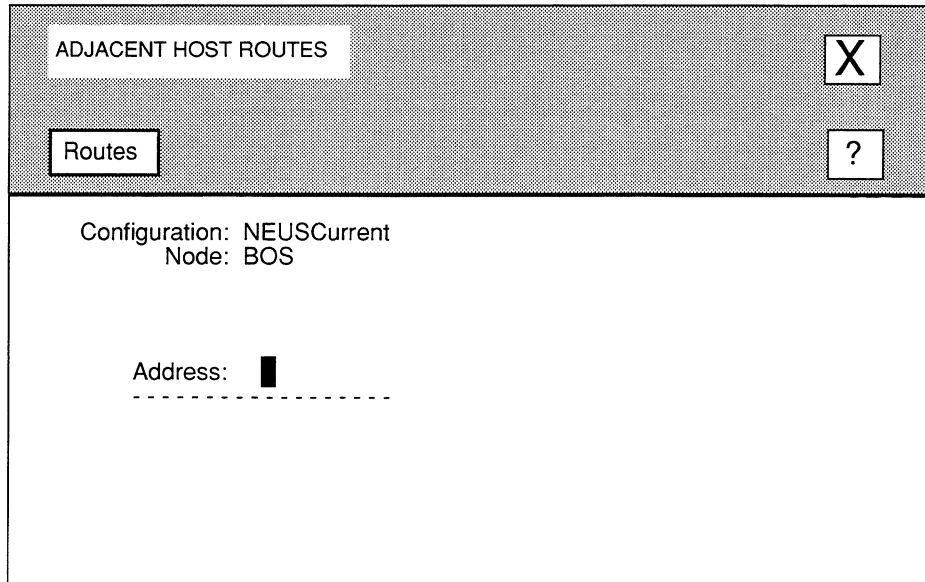 ADJACENT HOST ROUTES
X
Routes
?
Configuration: NEUSCurrent
Node: BOS
Address: